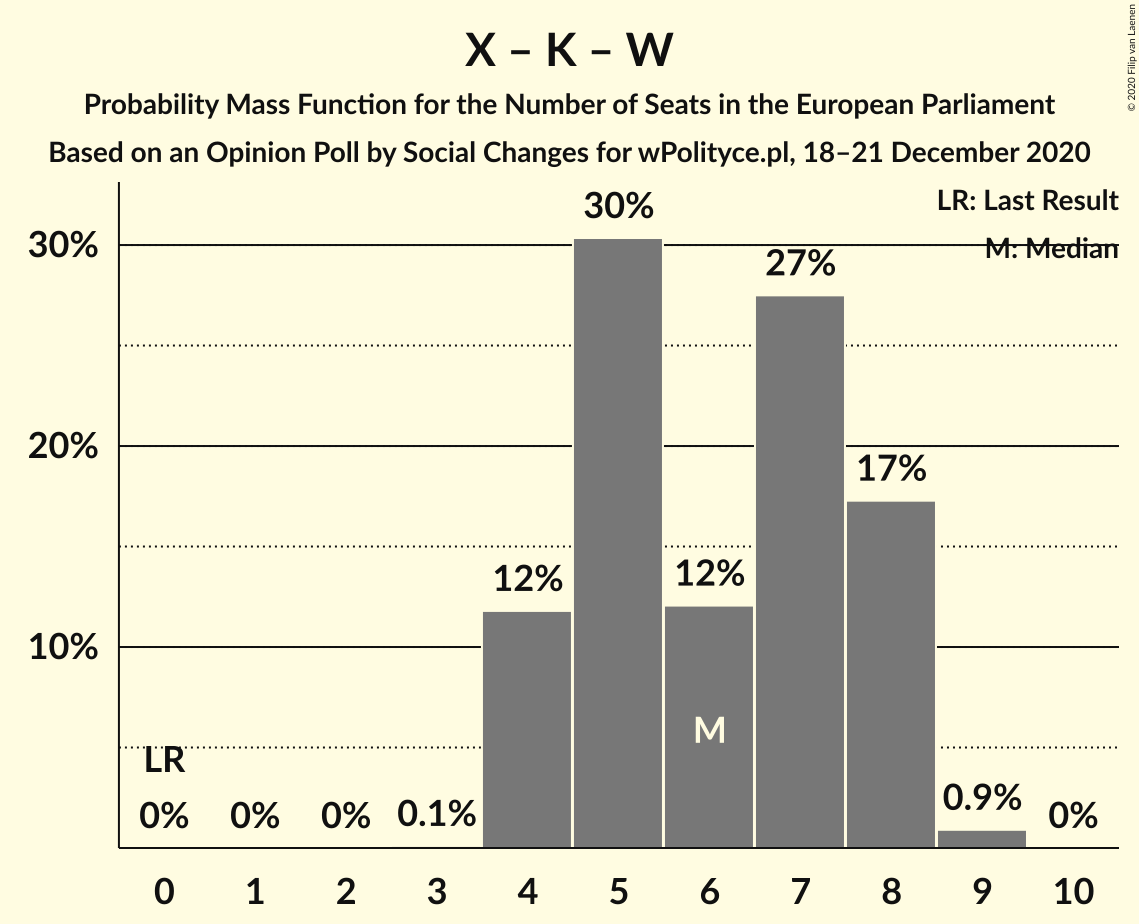 X – K – W
Probability Mass Function for the Number of Seats in the European Parliament
Based on an Opinion Poll by Social Changes for wPolityce.pl, 18–21 December 2020
© 2020 Filip van Laenen
LR: Last Result
M: Median
30%
20%
10%
LR
0%
0%
0%
0.1%
12%
30%
12%
M
27%
17%
0.9%
0%
0 1 2 3 4 5 6 7 8 9 10